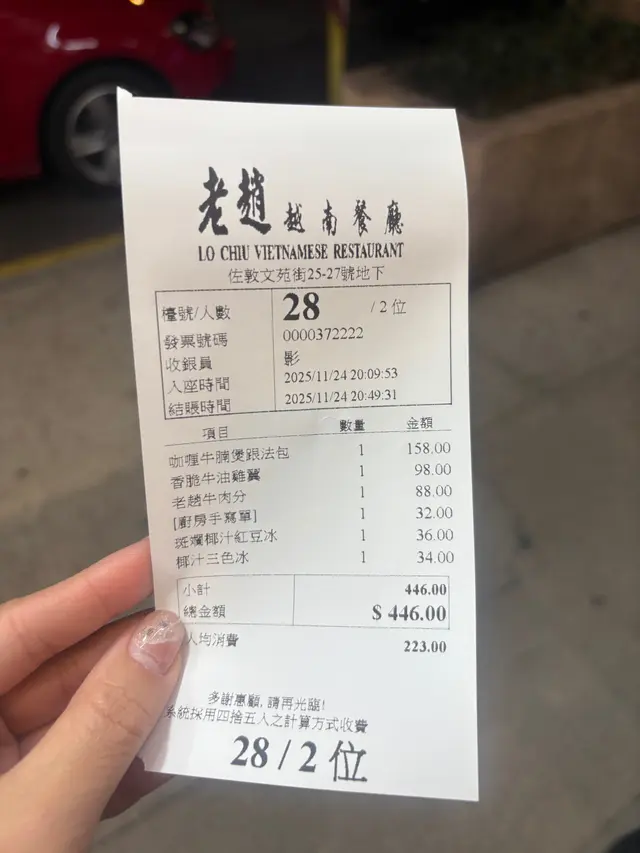 老趙越南餐廳
LO CHIU VIETNAMESE RESTAURANT
佐敦文苑街25-27號地下
檯號/人數 28 / 2 位
發票號碼 0000372222
收銀員 影
入座時間 2025/11/24 20:09:53
結賬時間 2025/11/24 20:49:31
項目 數量 金額
咖喱牛腩煲跟法包 1 158.00
香脆牛油雞翼 1 98.00
老趙牛肉分 1 88.00
[廚房手寫單] 1 32.00
斑斕椰汁紅豆冰 1 36.00
椰汁三色冰 1 34.00
小計 446.00
總金額 $ 446.00
人均消費 223.00
多謝惠顧, 請再光臨!
系統採用四捨五入之計算方式收費
28 / 2 位